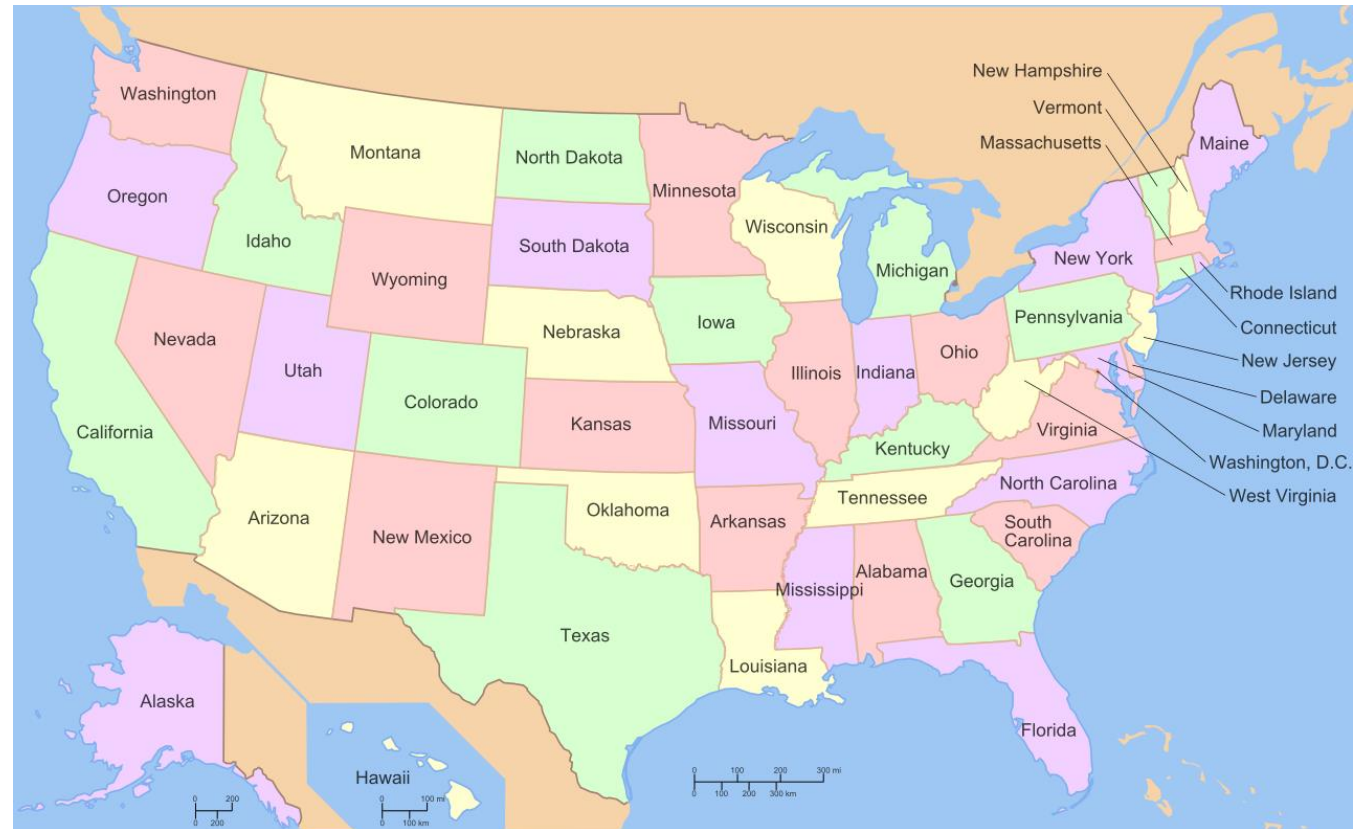 New Hampshire
Vermont
Massachusetts
Washington
Montana
North Dakota
Minnesota
Maine
Oregon
Idaho
Wisconsin
South Dakota
New York
Michigan
Wyoming
Rhode Island
Nebraska
Iowa
Pennsylvania
Connecticut
Nevada
Utah
Ohio
New Jersey
Illinois
Indiana
Colorado
Delaware
California
Kansas
Missouri
Virginia
Maryland
Kentucky
Washington, D.C.
North Carolina
West Virginia
Tennessee
Arizona
Oklahoma
Arkansas
South
Carolina
New Mexico
Alabama
Georgia
Mississippi
Texas
Louisiana
Alaska
Florida
Hawaii
0 100 200 300 mi
0 100 200 300 km
0 200
0 200
0 100 mi
0 100 km